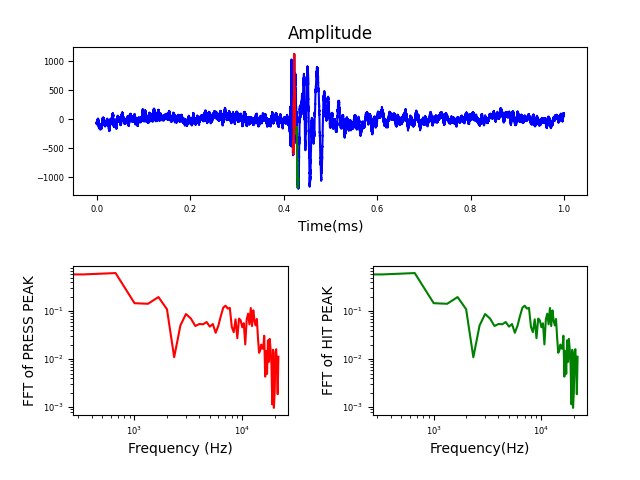 Amplitude
1000
500
0
−500
−1000
0.0 0.2 0.4 0.6 0.8 1.0
Time(ms)
FFT of PRESS PEAK
10⁻¹
10⁻²
10⁻³
10³ 10⁴
Frequency (Hz)
FFT of HIT PEAK
10⁻¹
10⁻²
10⁻³
10³ 10⁴
Frequency(Hz)